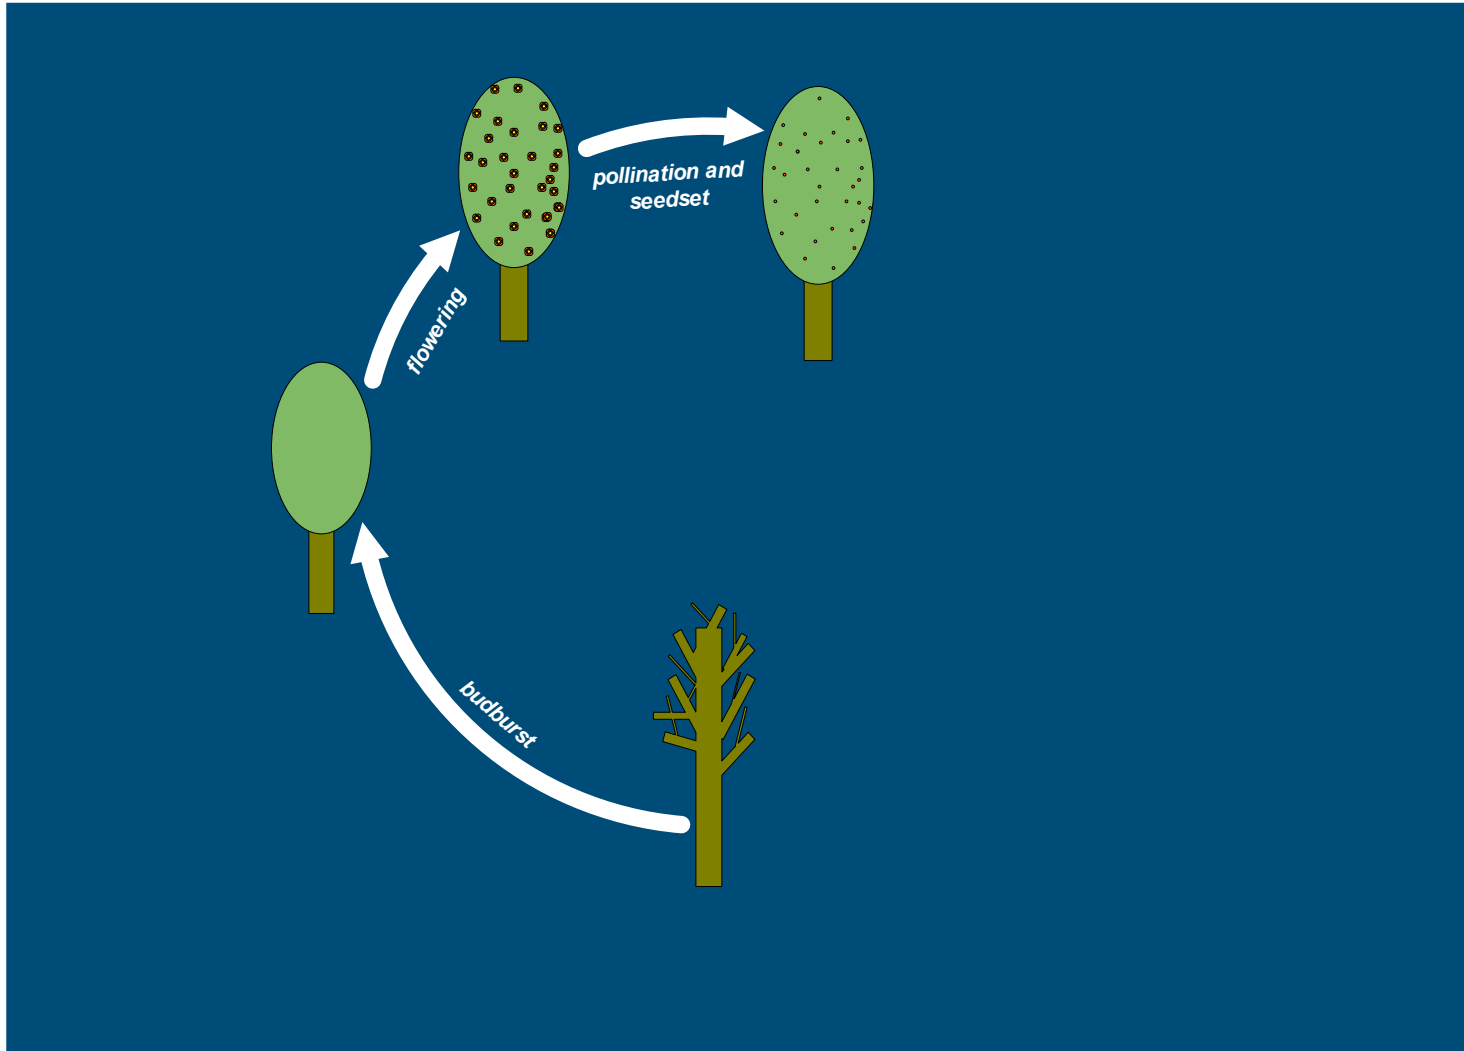 pollination and
seedset
flowering
budburst